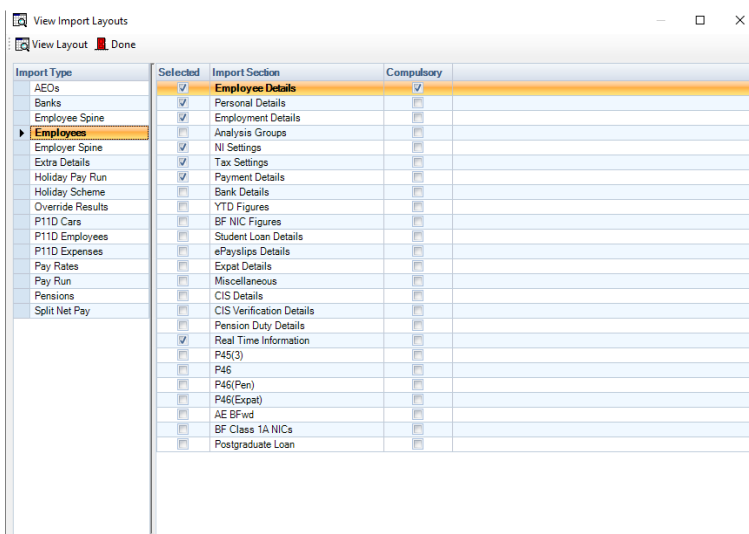 View Import Layouts
View Layout Done
Import Type Selected Import Section Compulsory
AEOs Employee Details
Banks Personal Details
Employee Spine Employment Details
Employees Analysis Groups
Employer Spine NI Settings
Extra Details Tax Settings
Holiday Pay Run Payment Details
Holiday Scheme Bank Details
Override Results YTD Figures
P11D Cars BF NIC Figures
P11D Employees Student Loan Details
P11D Expenses ePayslips Details
Pay Rates Expat Details
Pay Run Miscellaneous
Pensions CIS Details
Split Net Pay CIS Verification Details
Pension Duty Details
Real Time Information
P45(3)
P46
P46(Pen)
P46(Expat)
AE BFwd
BF Class 1A NICs
Postgraduate Loan